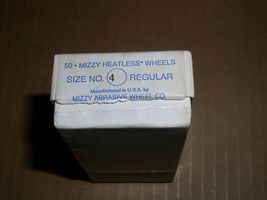 50 • MIZZY HEATLESS® WHEELS
SIZE NO. 4 REGULAR
Manufactured in U.S.A. by
MIZZY ABRASIVE WHEEL CO.